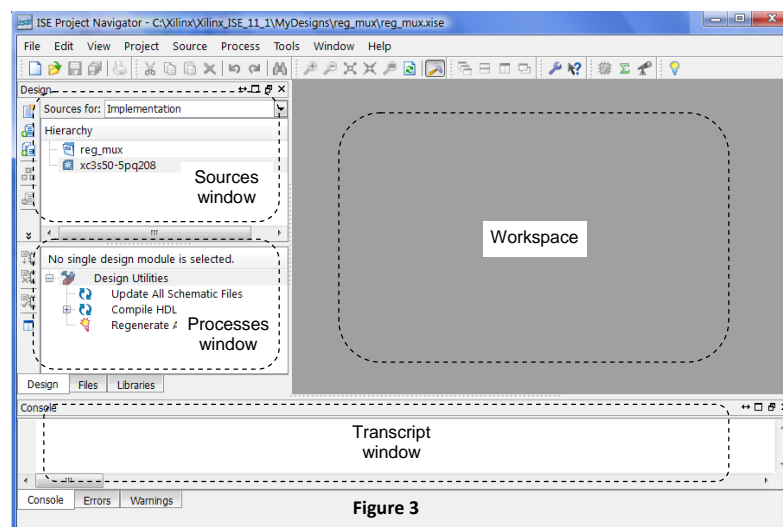 ISE Project Navigator - C:\Xilinx\Xilinx_ISE_11_1\MyDesigns\reg_mux\reg_mux.xise
File Edit View Project Source Process Tools Window Help
Design
Sources for: Implementation
Hierarchy
reg_mux
xc3s50-5pq208
Sources
window
Workspace
No single design module is selected.
Design Utilities
Update All Schematic Files
Compile HDL
Regenerate
Processes
window
Design Files Libraries
Console
Transcript
window
Console Errors Warnings
Figure 3